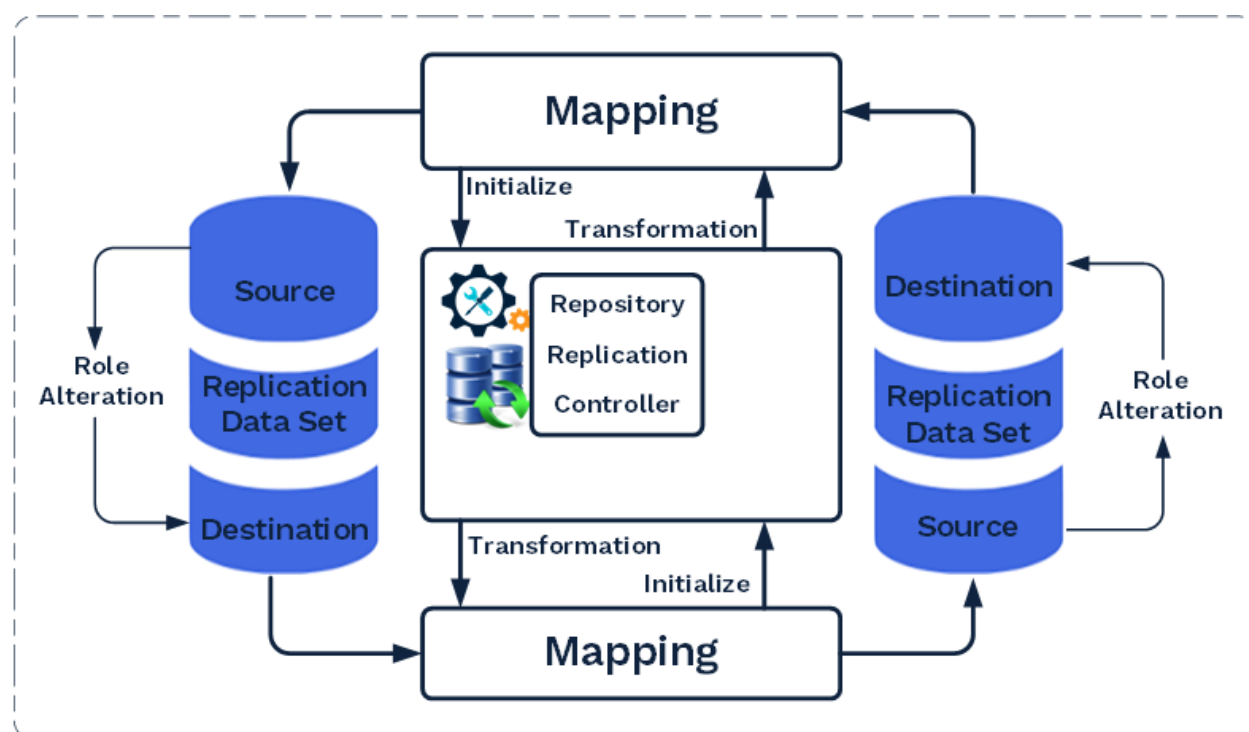 Mapping
Initialize
Transformation
Source
Replication
Data Set
Destination
Role
Alteration
Repository
Replication
Controller
Destination
Replication
Data Set
Source
Role
Alteration
Transformation
Initialize
Mapping